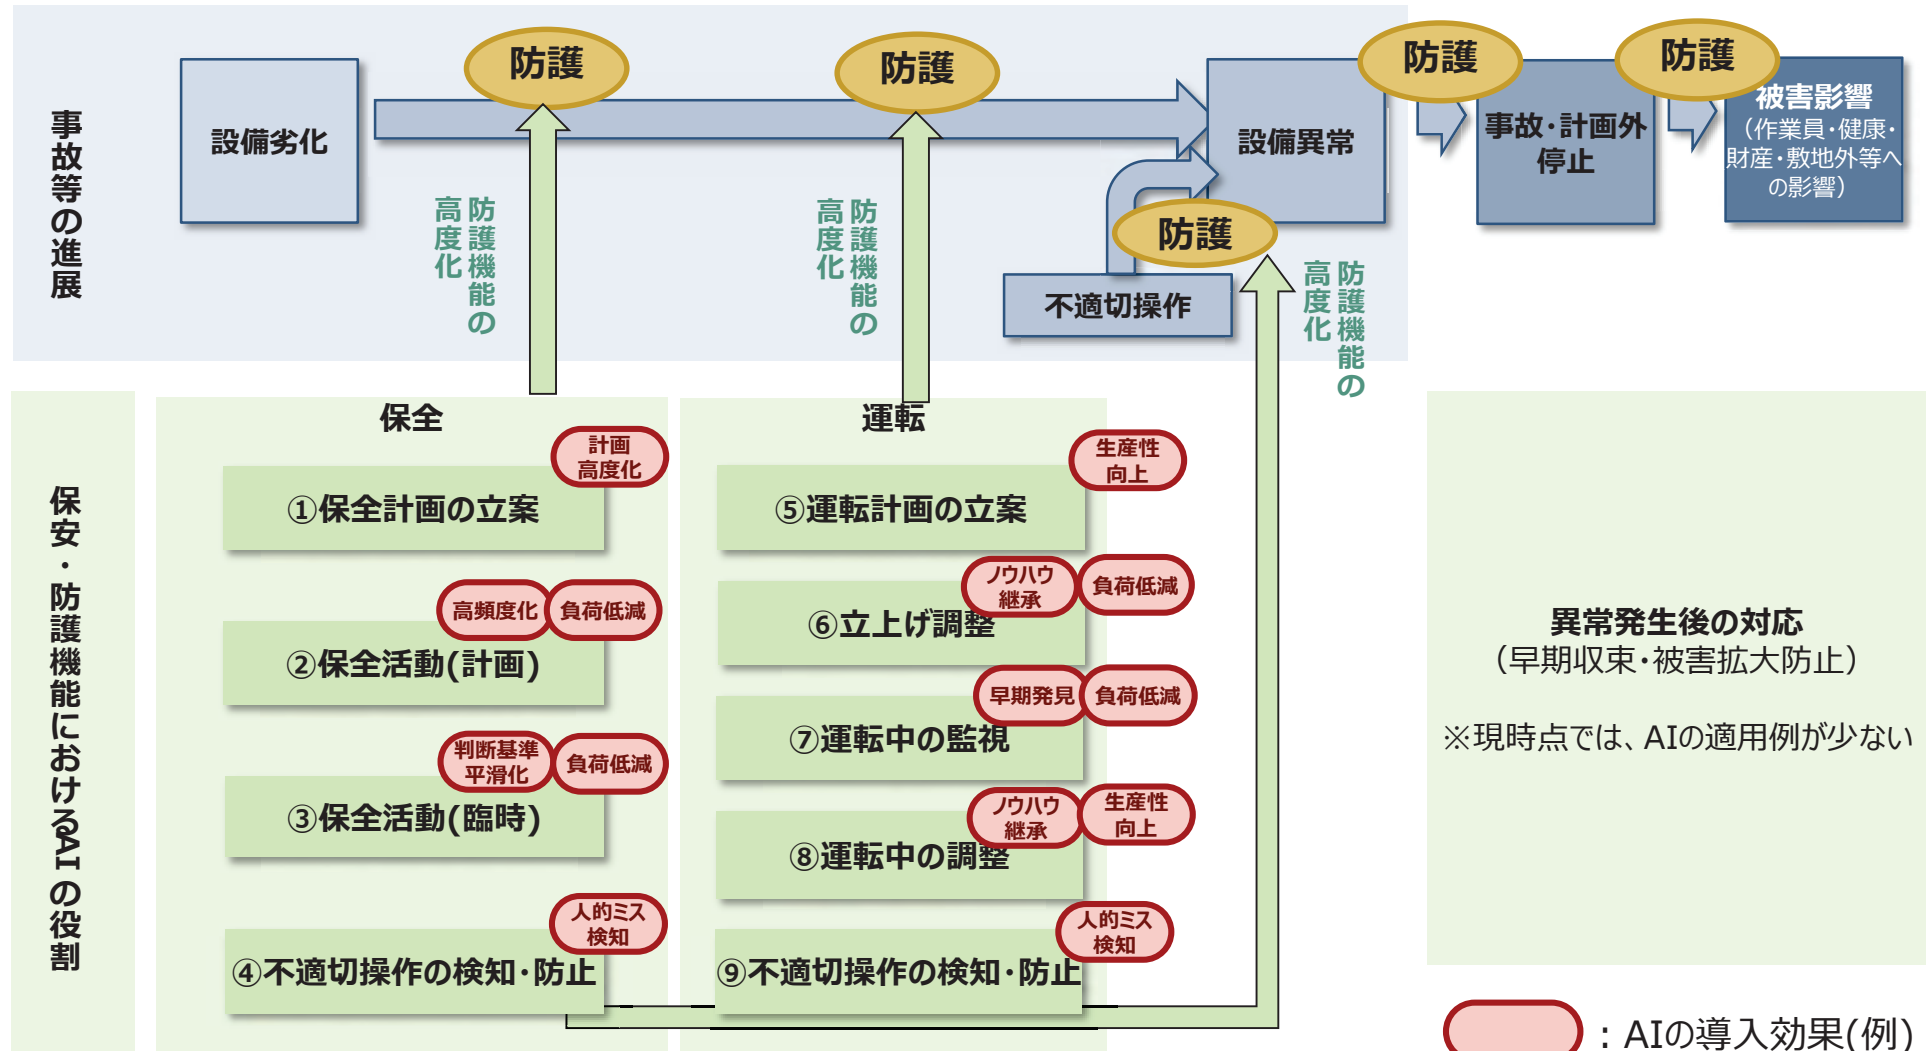 事故等の進展
設備劣化
防護
防護
防護
防護
防護
設備異常
事故・計画外
停止
被害影響
（作業員・健康・
財産・敷地外等へ
の影響）
不適切操作
防護機能の
高度化
防護機能の
高度化
防護機能の
高度化
保安・防護機能におけるAIの役割
保全
計画
高度化
①保全計画の立案
高頻度化
負荷低減
②保全活動(計画)
判断基準
平滑化
負荷低減
③保全活動(臨時)
人的ミス
検知
④不適切操作の検知・防止
運転
生産性
向上
⑤運転計画の立案
ノウハウ
継承
負荷低減
⑥立上げ調整
早期発見
負荷低減
⑦運転中の監視
ノウハウ
継承
生産性
向上
⑧運転中の調整
人的ミス
検知
⑨不適切操作の検知・防止
異常発生後の対応
（早期収束・被害拡大防止）
※現時点では、AIの適用例が少ない
：AIの導入効果(例)